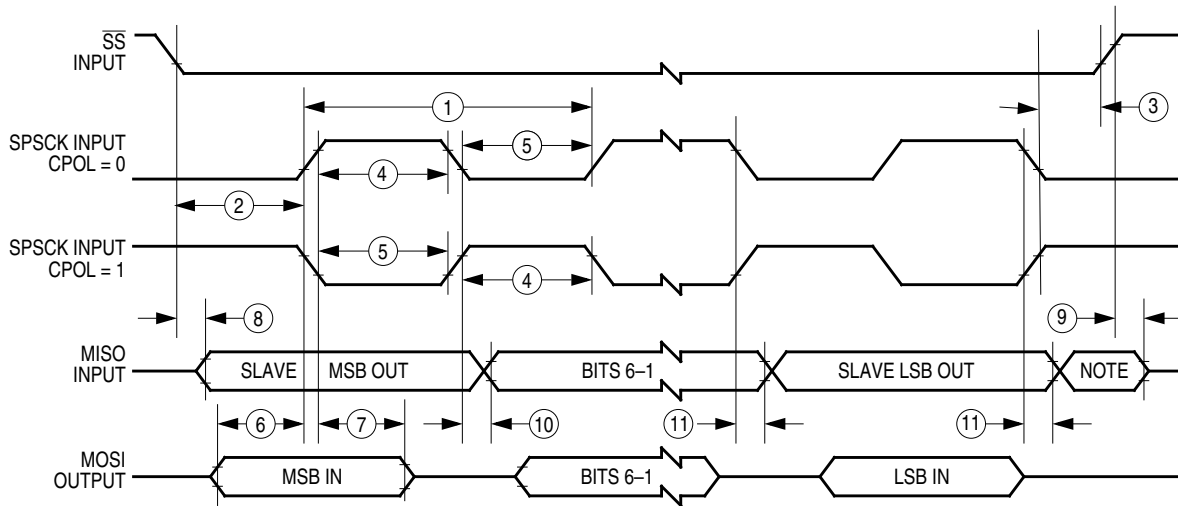 SS
INPUT
1
3
SPSCK INPUT
CPOL = 0
5
4
2
SPSCK INPUT
CPOL = 1
5
4
8
9
MISO
INPUT
SLAVE MSB OUT
BITS 6–1
SLAVE LSB OUT
NOTE
6
7
10
11
11
MOSI
OUTPUT
MSB IN
BITS 6–1
LSB IN